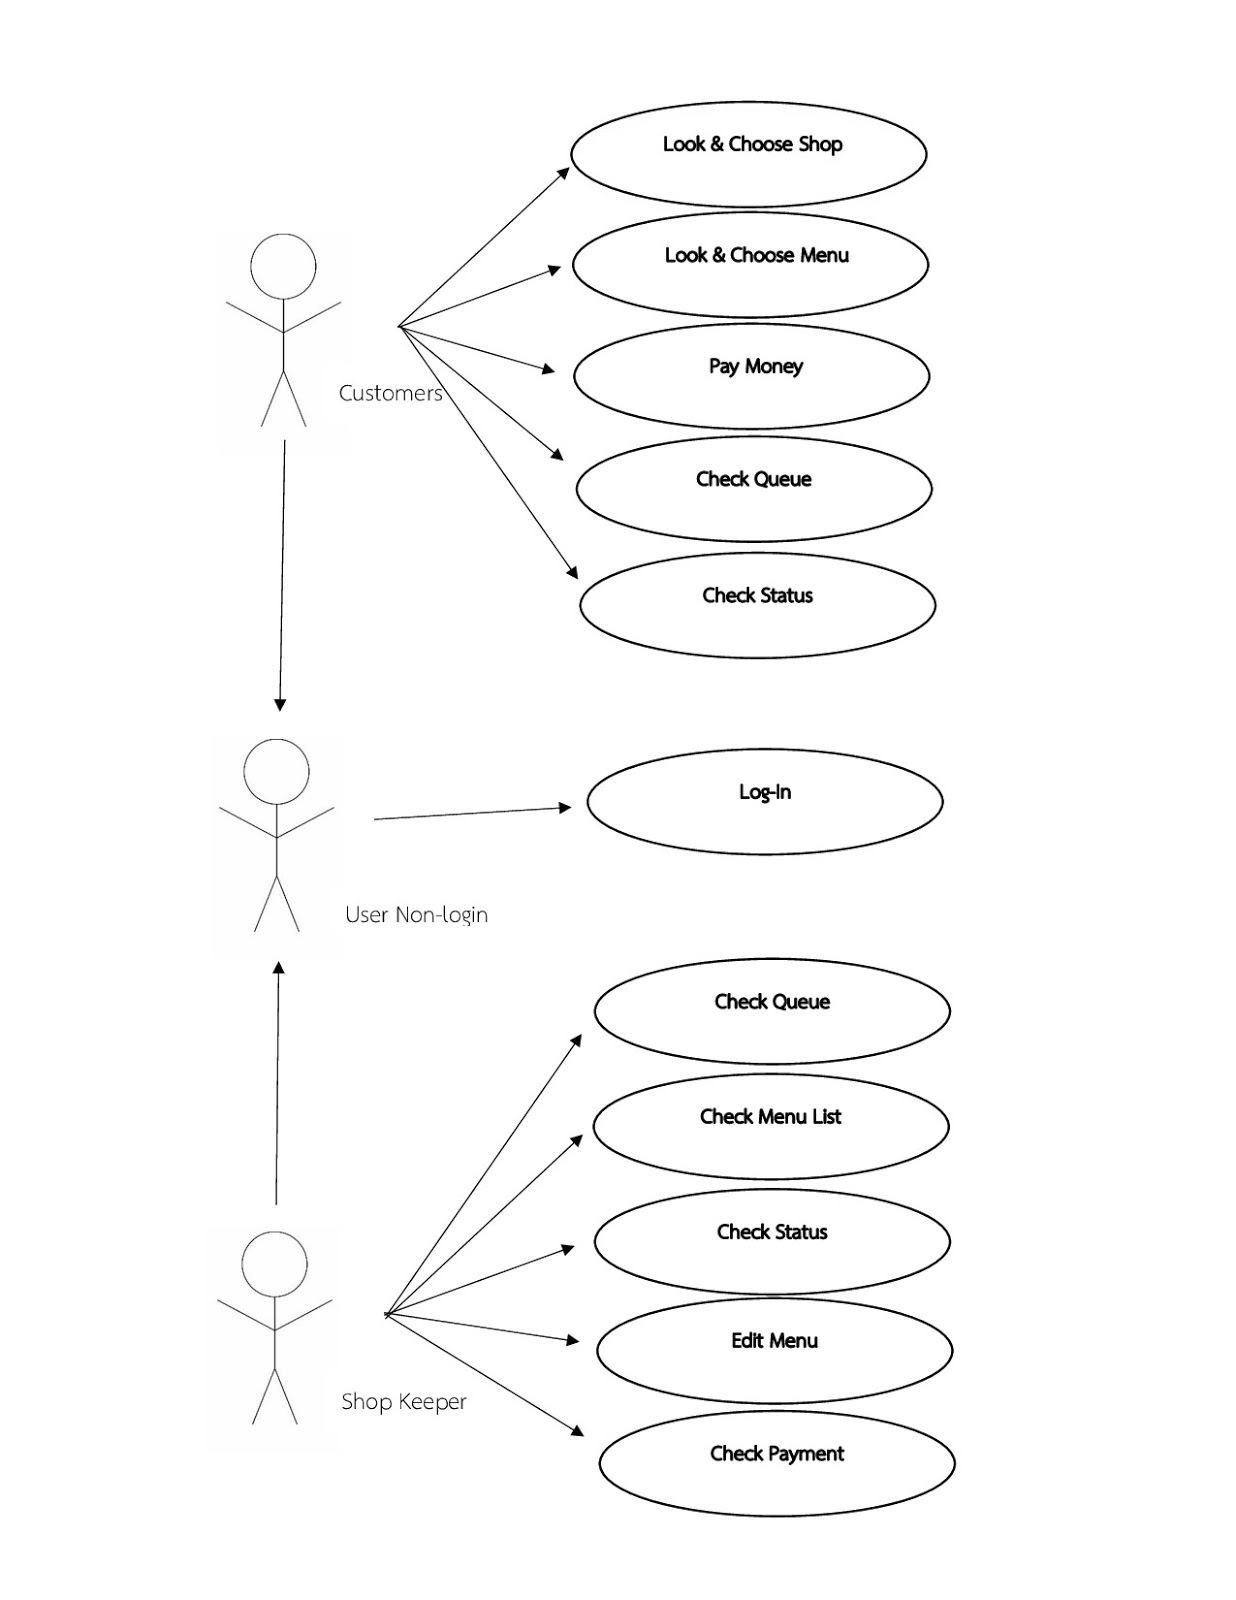 Look & Choose Shop
Look & Choose Menu
Pay Money
Customers
Check Queue
Check Status
Log-In
User Non-login
Check Queue
Check Menu List
Check Status
Edit Menu
Shop Keeper
Check Payment